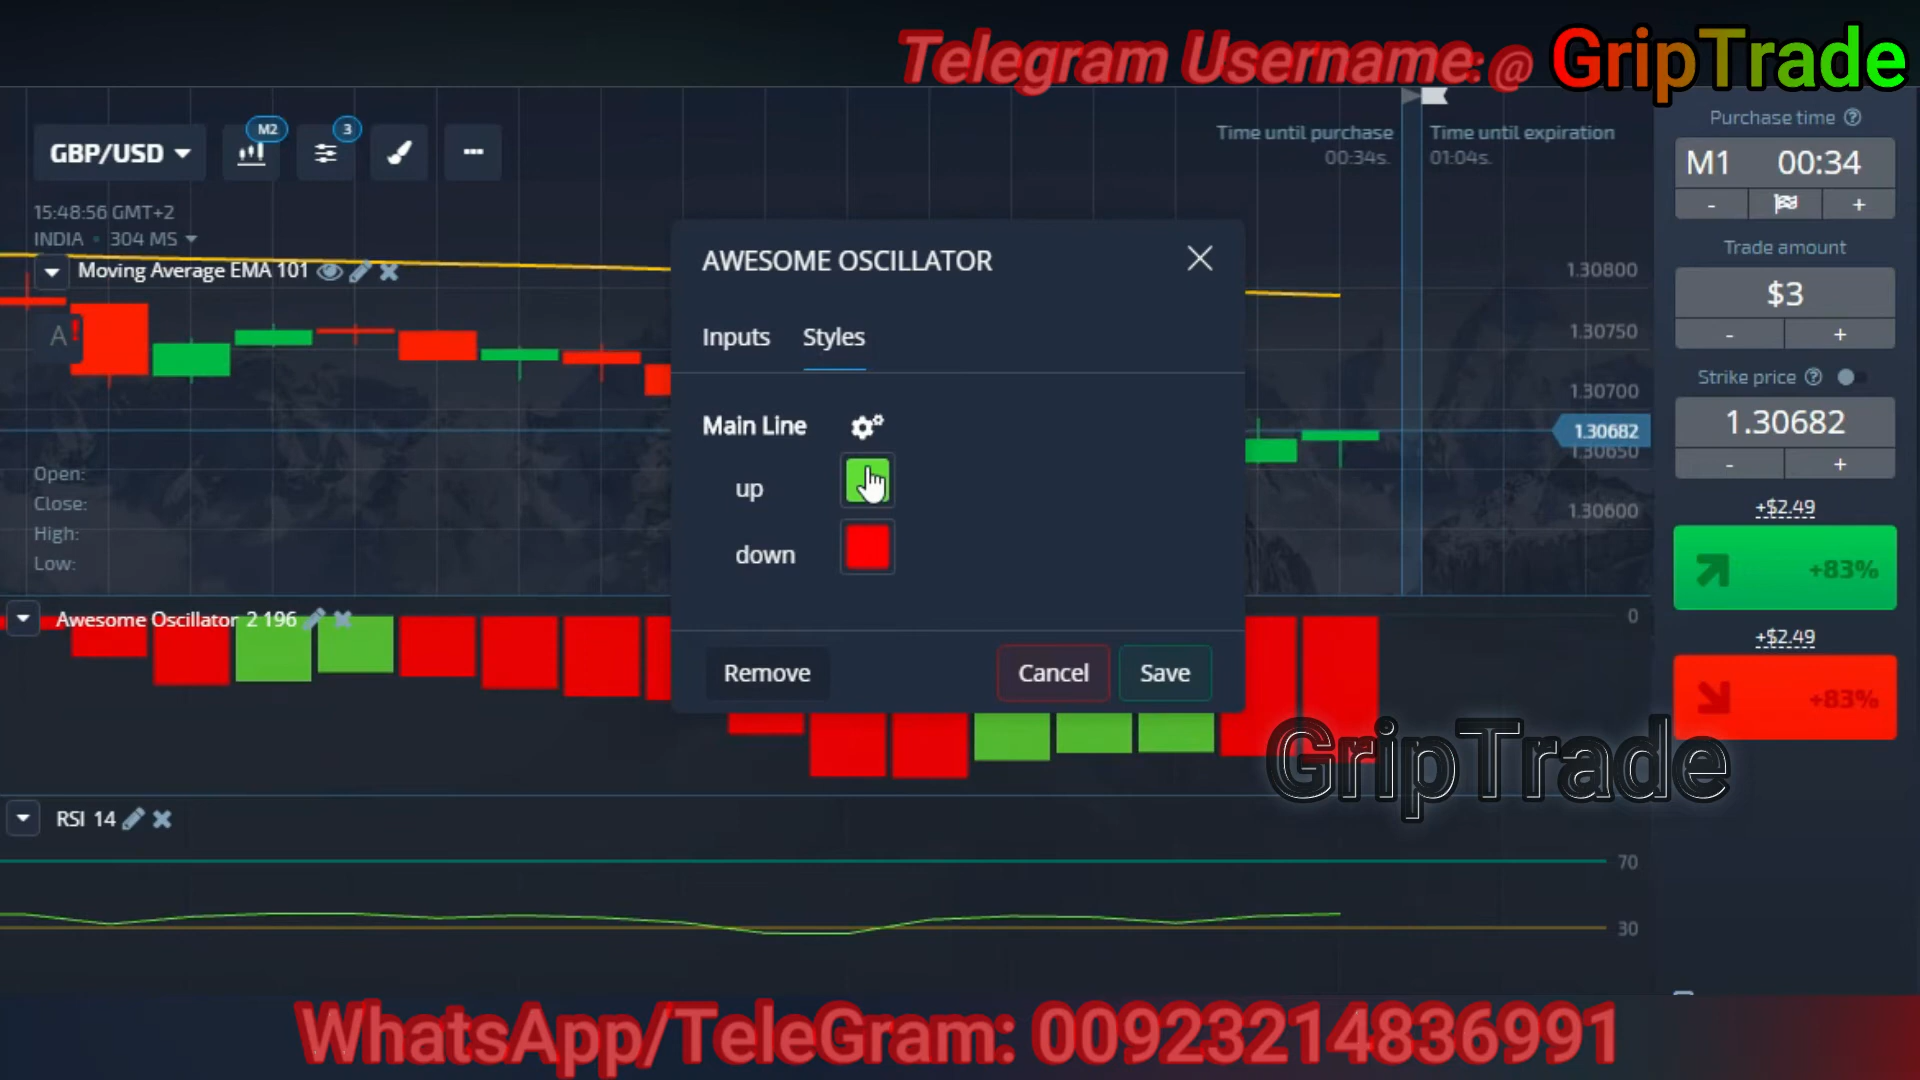 Telegram Username:@ GripTrade
GBP/USD
M2
3
15:48:56 GMT+2
INDIA • 304 MS
Moving Average EMA 101
A
Open:
Close:
High:
Low:
Time until purchase
00:34s.
Time until expiration
01:04s.
1.30800
1.30750
1.30700
1.30682
1.30650
1.30600
Purchase time ?
M1 00:34
- +
Trade amount
$3
- +
Strike price ?
1.30682
- +
+$2.49
+83%
+$2.49
+83%
AWESOME OSCILLATOR
Inputs Styles
Main Line
up
down
Remove Cancel Save
Awesome Oscillator 2 196
0
GripTrade
RSI 14
70
30
WhatsApp/TeleGram: 00923214836991